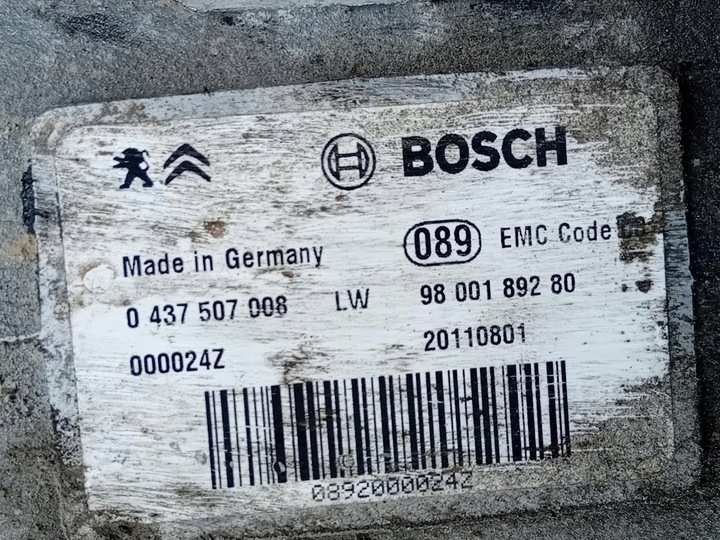 BOSCH
Made in Germany 089 EMC Code
0 437 507 008 LW 98 001 892 80
000024Z 20110801
0892000024Z